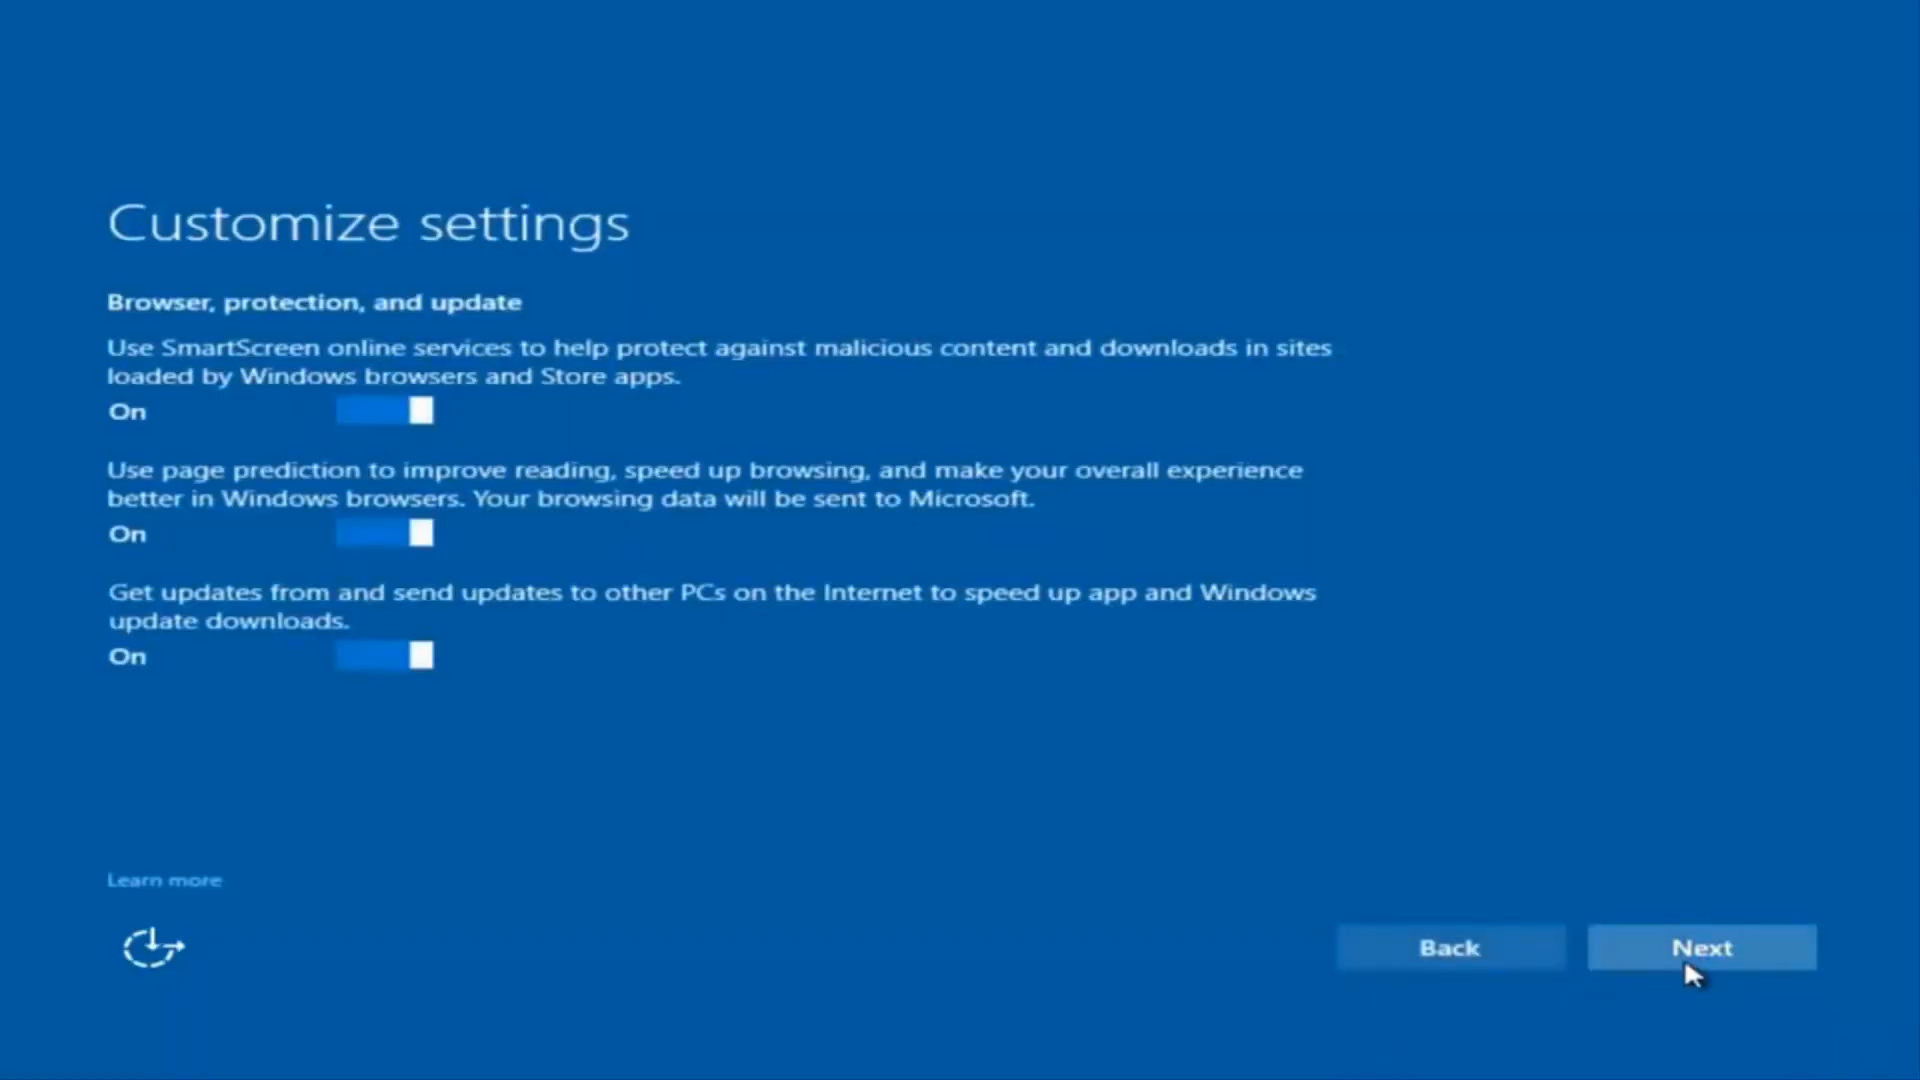 Customize settings
Browser, protection, and update
Use SmartScreen online services to help protect against malicious content and downloads in sites
loaded by Windows browsers and Store apps.
On
Use page prediction to improve reading, speed up browsing, and make your overall experience
better in Windows browsers. Your browsing data will be sent to Microsoft.
On
Get updates from and send updates to other PCs on the Internet to speed up app and Windows
update downloads.
On
Learn more
Back
Next